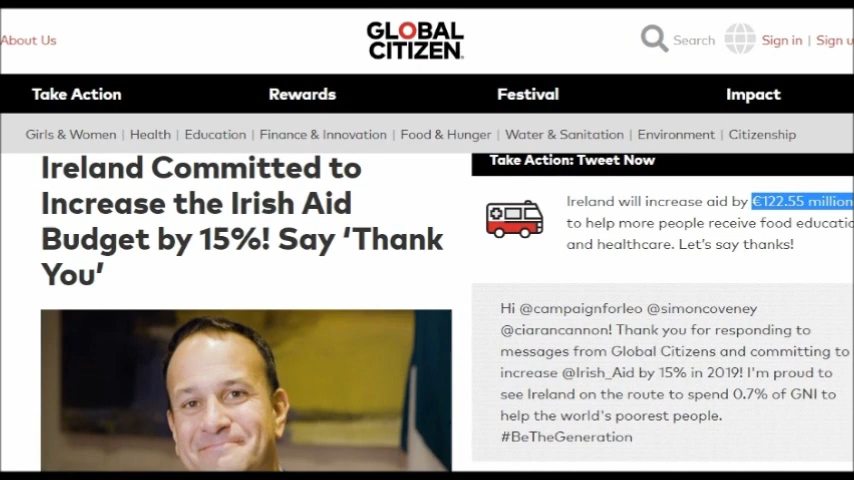 About Us
GLOBAL
CITIZEN.
Search
Sign in | Sign u
Take Action
Rewards
Festival
Impact
Girls & Women | Health | Education | Finance & Innovation | Food & Hunger | Water & Sanitation | Environment | Citizenship
Ireland Committed to
Increase the Irish Aid
Budget by 15%! Say ‘Thank
You’
Take Action: Tweet Now
Ireland will increase aid by €122.55 million
to help more people receive food educatio
and healthcare. Let's say thanks!
Hi @campaignforleo @simoncoveney
@ciarancannon! Thank you for responding to
messages from Global Citizens and committing to
increase @Irish_Aid by 15% in 2019! I'm proud to
see Ireland on the route to spend 0.7% of GNI to
help the world's poorest people.
#BeTheGeneration